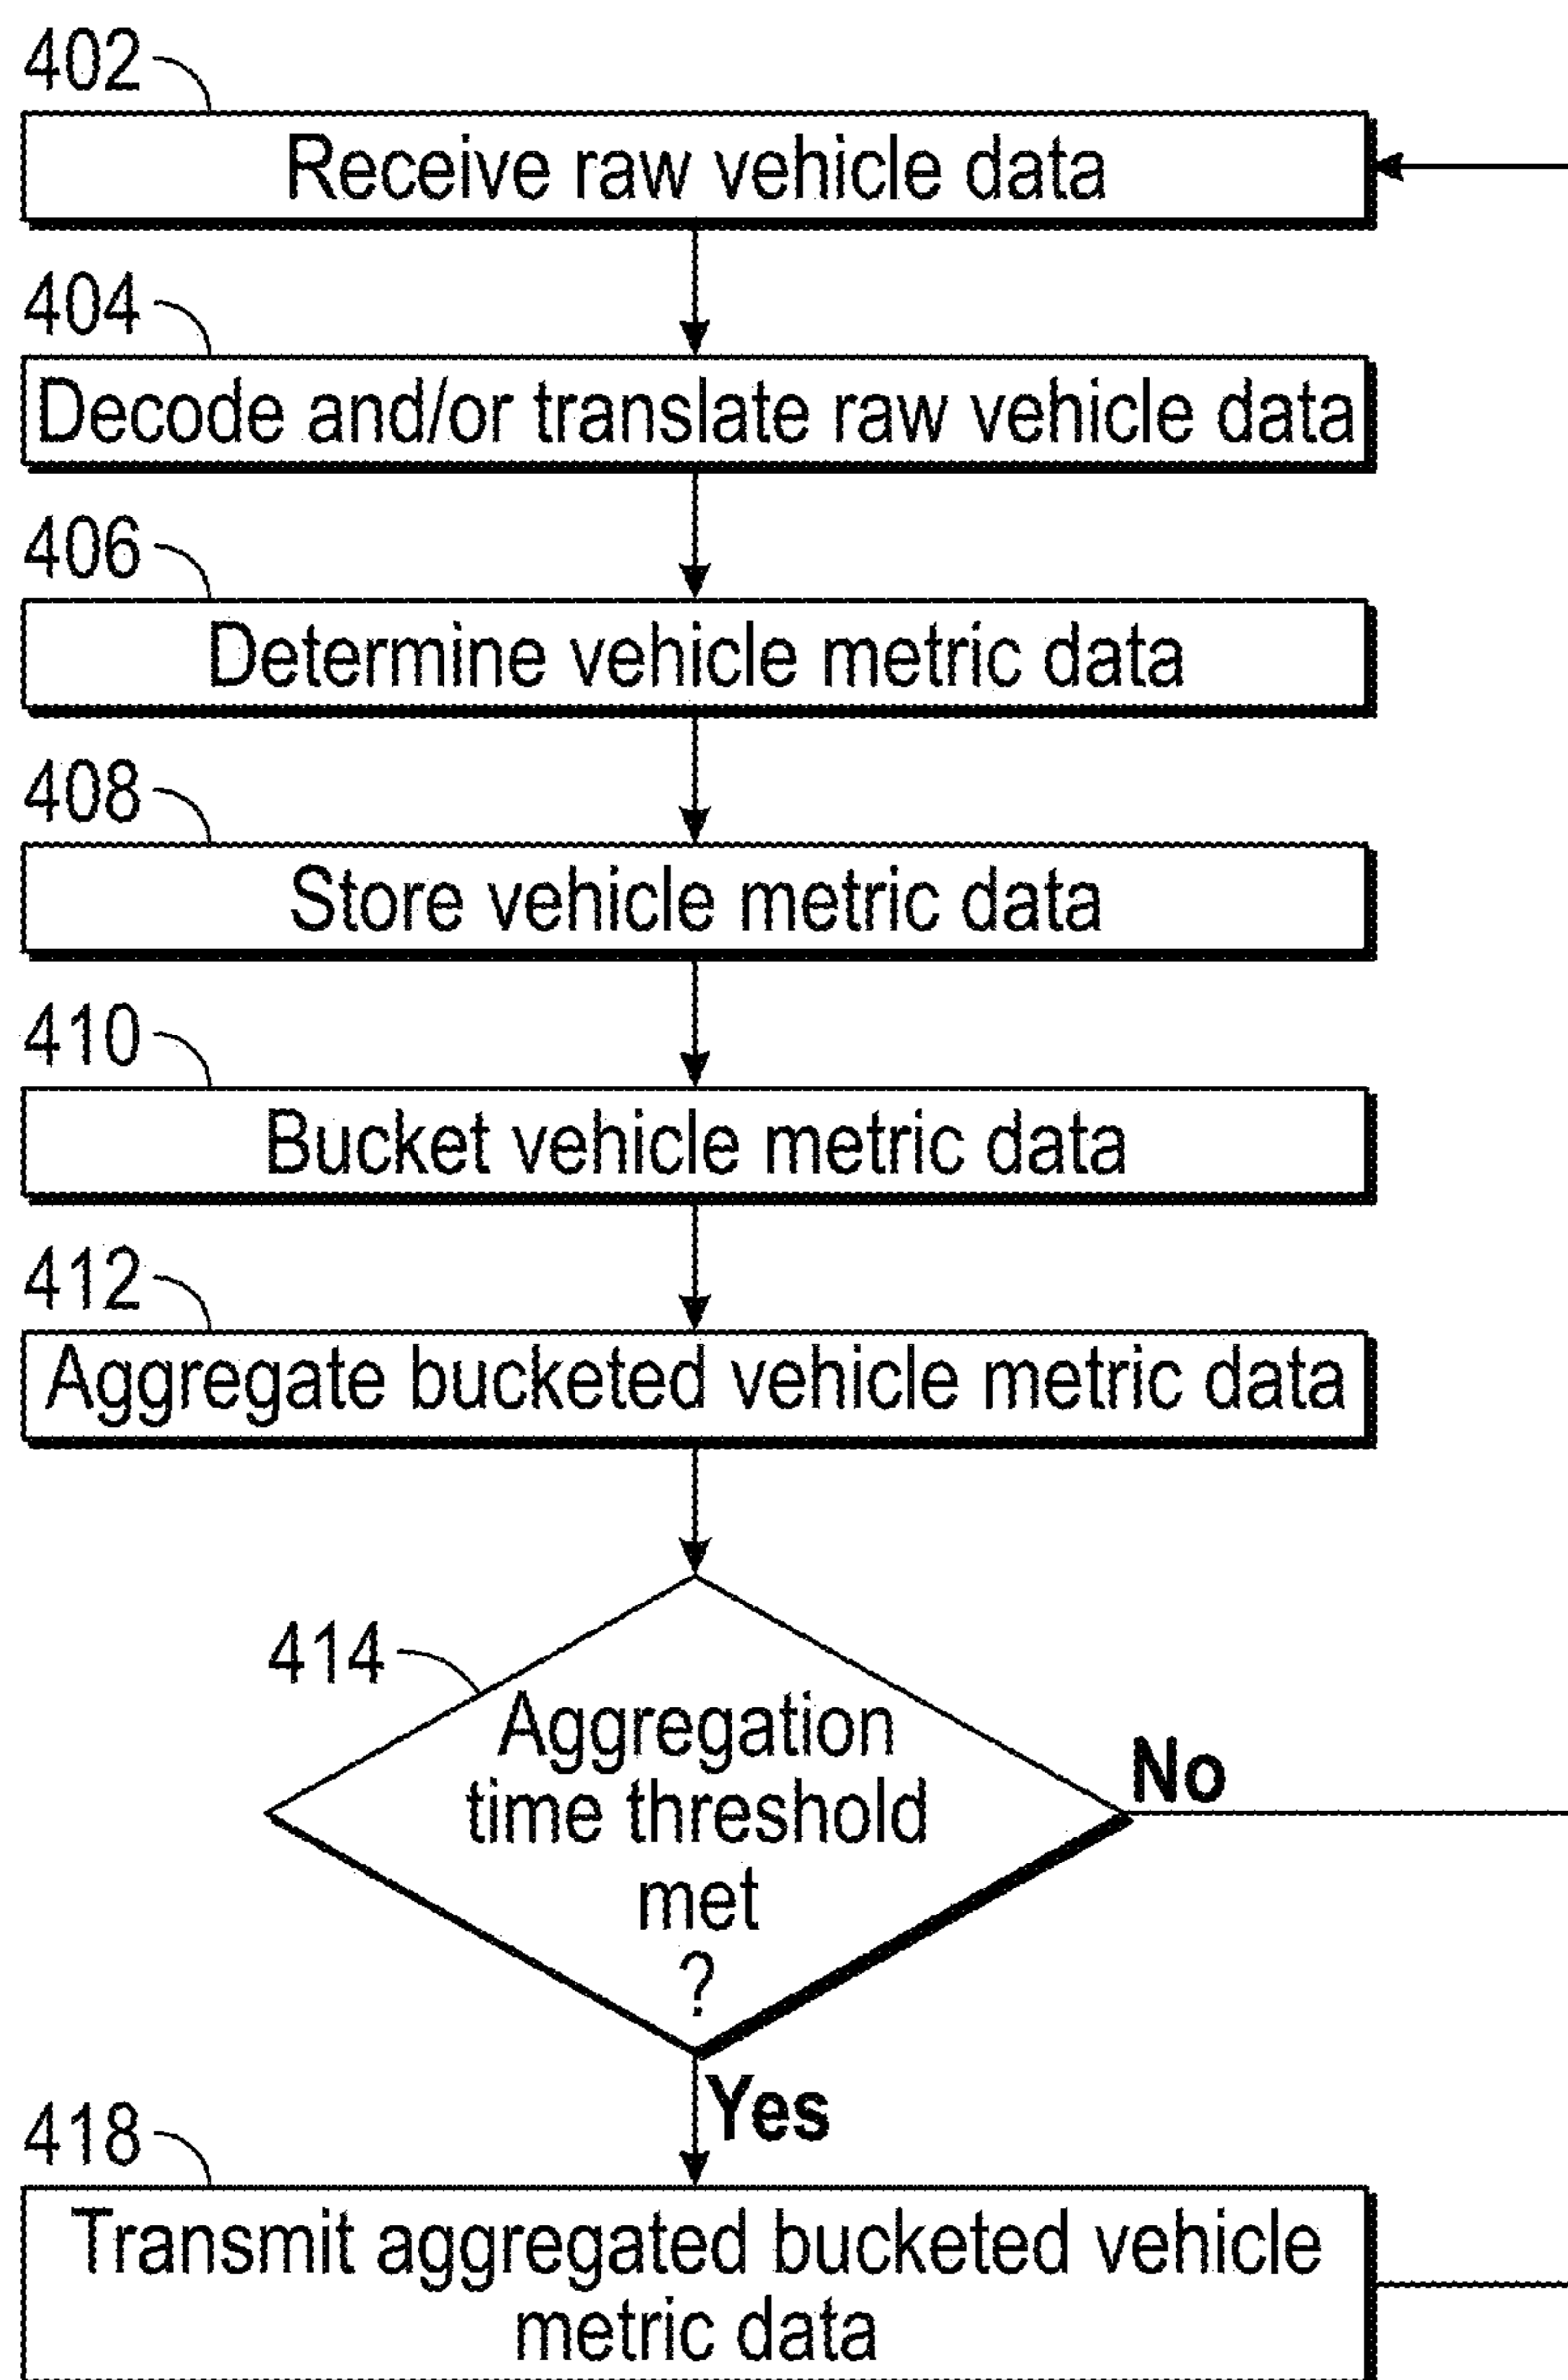 402
Receive raw vehicle data
404
Decode and/or translate raw vehicle data
406
Determine vehicle metric data
408
Store vehicle metric data
410
Bucket vehicle metric data
412
Aggregate bucketed vehicle metric data
414
Aggregation
time threshold
met
?
No
Yes
418
Transmit aggregated bucketed vehicle
metric data